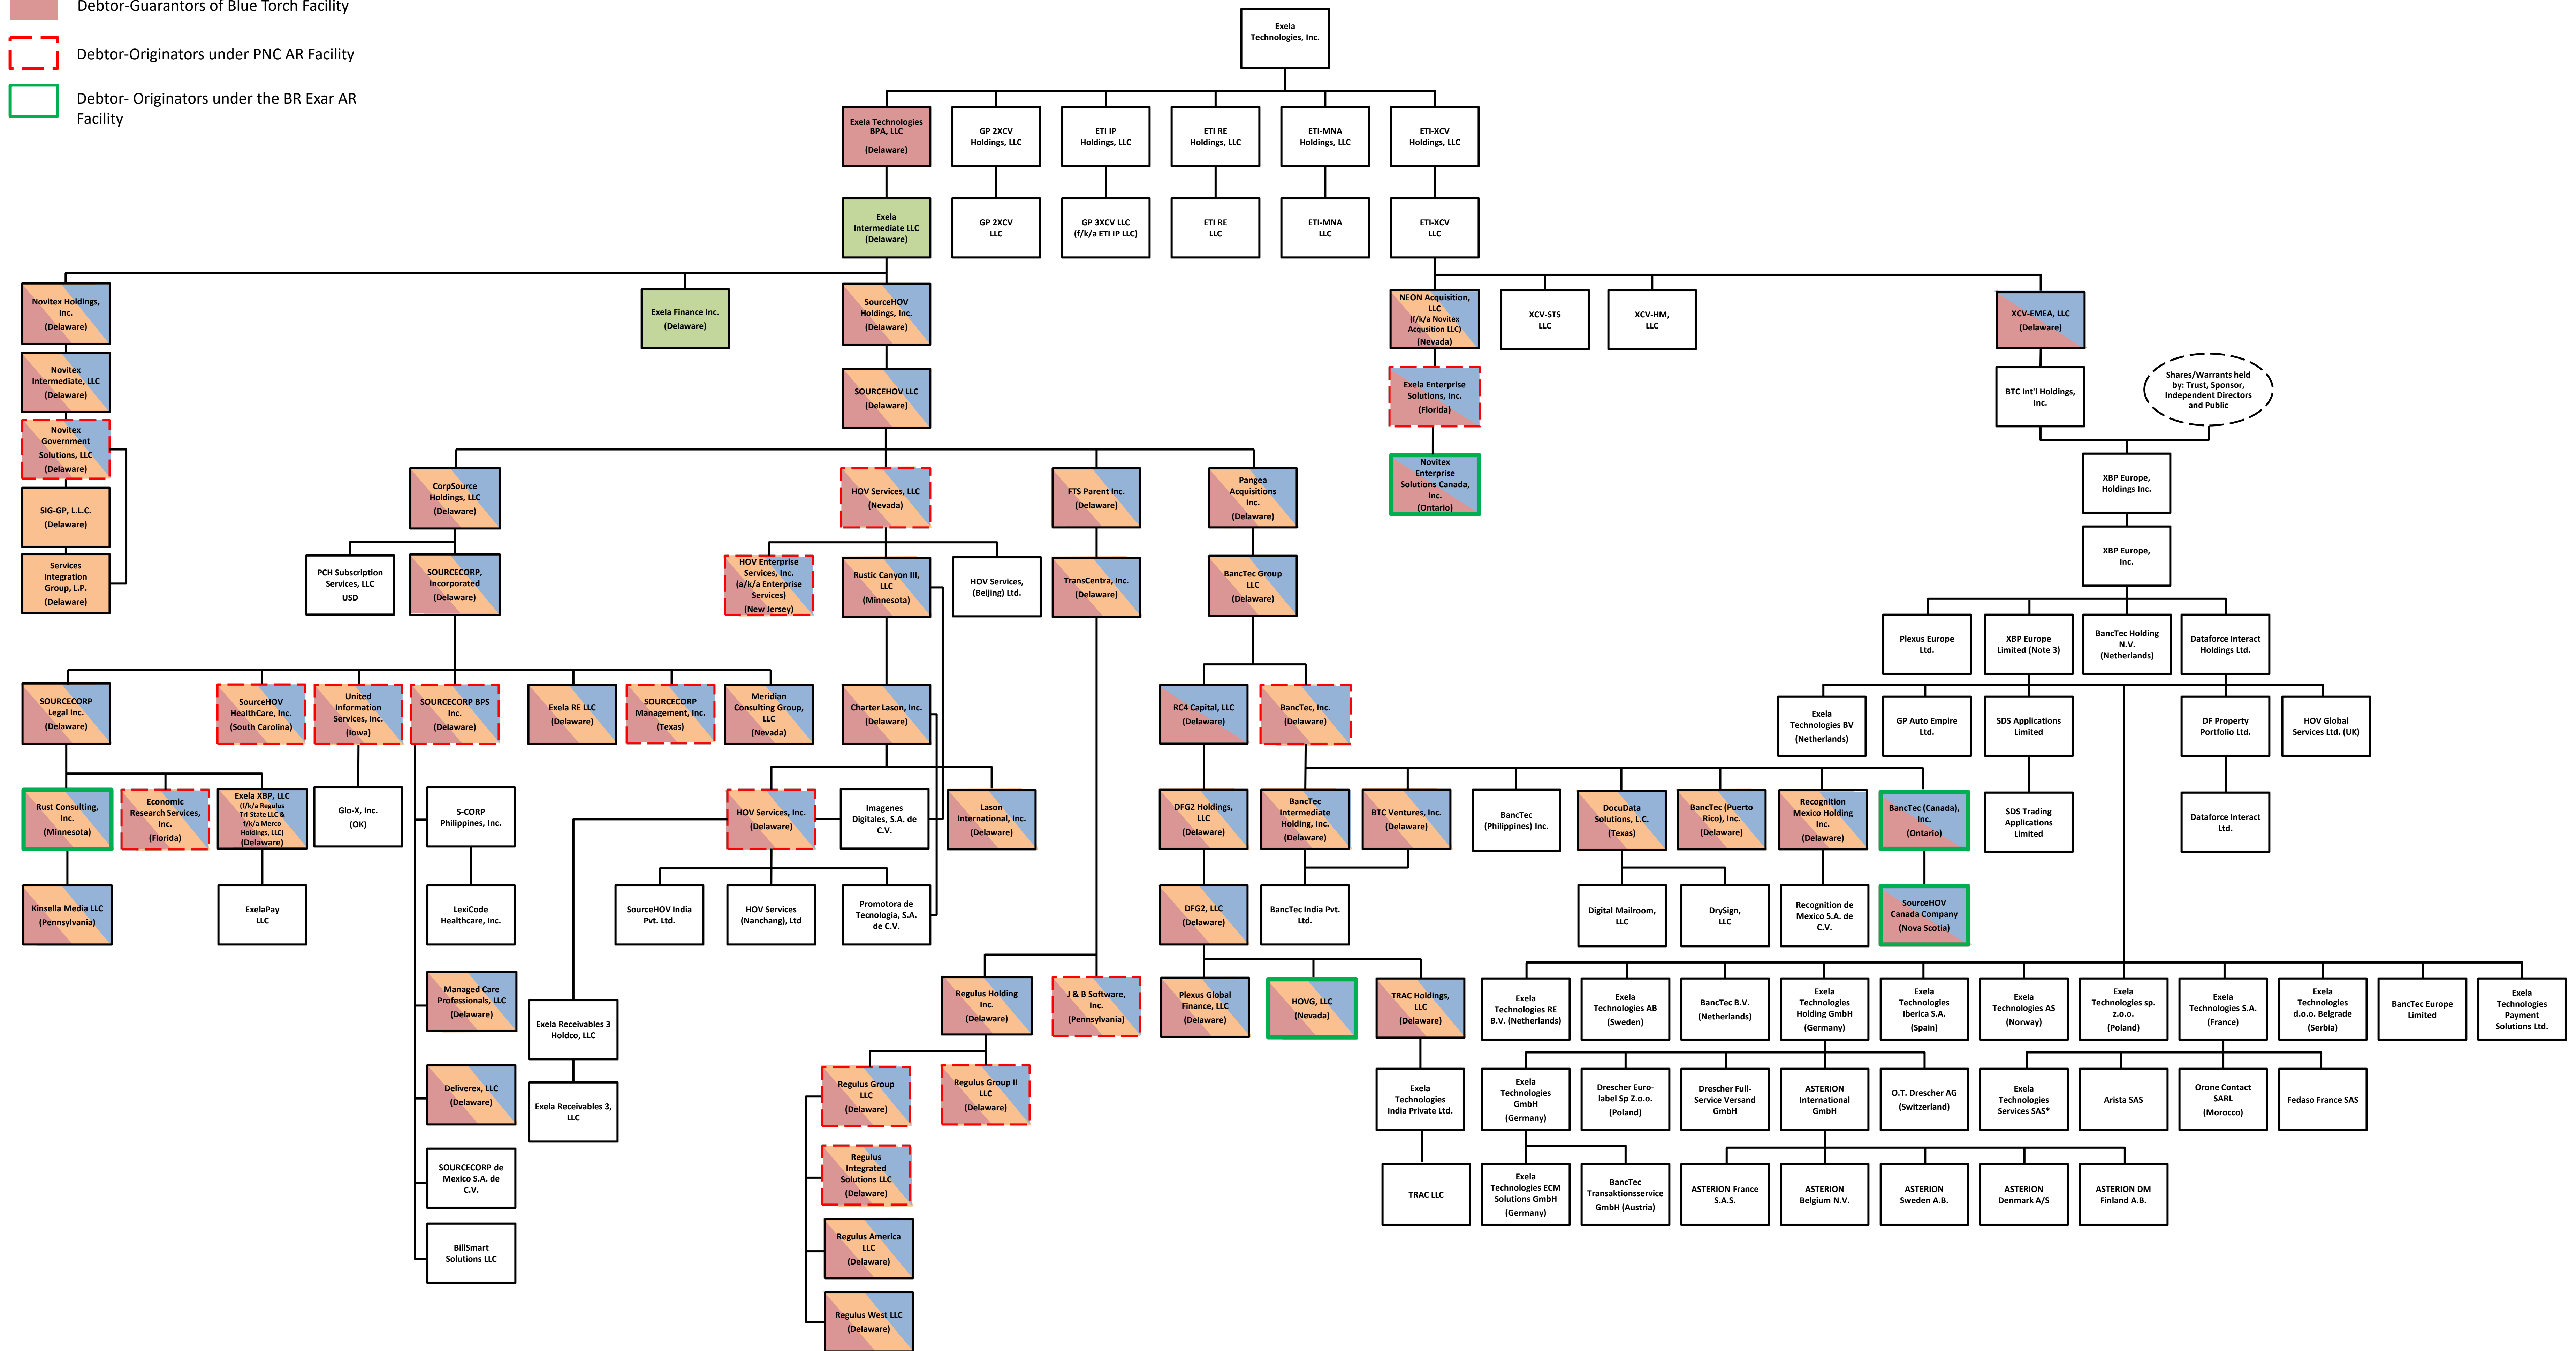 Debtor-Guarantors of Blue Torch Facility
Debtor-Originators under PNC AR Facility
Debtor- Originators under the BR Exar AR
Facility
Exela
Technologies, Inc.
Exela Technologies
BPA, LLC
(Delaware)
GP 2XCV
Holdings, LLC
ETI IP
Holdings, LLC
ETI RE
Holdings, LLC
ETI-MNA
Holdings, LLC
ETI-XCV
Holdings, LLC
Exela
Intermediate LLC
(Delaware)
GP 2XCV
LLC
GP 3XCV LLC
(f/k/a ETI IP LLC)
ETI RE
LLC
ETI-MNA
LLC
ETI-XCV
LLC
Novitex Holdings,
Inc.
(Delaware)
Exela Finance Inc.
(Delaware)
SourceHOV
Holdings, Inc.
(Delaware)
NEON Acquisition,
LLC
(f/k/a Novitex
Acqusition LLC)
(Nevada)
XCV-STS
LLC
XCV-HM,
LLC
XCV-EMEA, LLC
(Delaware)
Novitex
Intermediate, LLC
(Delaware)
SOURCEHOV LLC
(Delaware)
Exela Enterprise
Solutions, Inc.
(Florida)
BTC Int'l Holdings,
Inc.
Shares/Warrants held
by: Trust, Sponsor,
Independent Directors
and Public
Novitex
Government
Solutions, LLC
(Delaware)
SIG-GP, L.L.C.
(Delaware)
Services
Integration
Group, L.P.
(Delaware)
CorpSource
Holdings, LLC
(Delaware)
HOV Services, LLC
(Nevada)
FTS Parent Inc.
(Delaware)
Pangea
Acquisitions
Inc.
(Delaware)
Novitex
Enterprise
Solutions Canada,
Inc.
(Ontario)
XBP Europe,
Holdings Inc.
XBP Europe,
Inc.
PCH Subscription
Services, LLC
USD
SOURCECORP,
Incorporated
(Delaware)
HOV Enterprise
Services, Inc.
(a/k/a Enterprise
Services)
(New Jersey)
Rustic Canyon III,
LLC
(Minnesota)
HOV Services,
(Beijing) Ltd.
TransCentra, Inc.
(Delaware)
BancTec Group
LLC
(Delaware)
Plexus Europe
Ltd.
XBP Europe
Limited (Note 3)
BancTec Holding
N.V.
(Netherlands)
Dataforce Interact
Holdings Ltd.
SOURCECORP
Legal Inc.
(Delaware)
SourceHOV
HealthCare, Inc.
(South Carolina)
United
Information
Services, Inc.
(Iowa)
SOURCECORP BPS
Inc.
(Delaware)
Exela RE LLC
(Delaware)
SOURCECORP
Management, Inc.
(Texas)
Meridian
Consulting Group,
LLC
(Nevada)
Charter Lason, Inc.
(Delaware)
RC4 Capital, LLC
(Delaware)
BancTec, Inc.
(Delaware)
Exela
Technologies BV
(Netherlands)
GP Auto Empire
Ltd.
SDS Applications
Limited
DF Property
Portfolio Ltd.
HOV Global
Services Ltd. (UK)
Rust Consulting,
Inc.
(Minnesota)
Economic
Research Services,
Inc.
(Florida)
Exela XBP, LLC
(f/k/a Regulus
Tri-State LLC &
f/k/a Merco
Holdings, LLC)
(Delaware)
Glo-X, Inc.
(OK)
S-CORP
Philippines, Inc.
HOV Services, Inc.
(Delaware)
Imagenes
Digitales, S.A. de
C.V.
Lason
International, Inc.
(Delaware)
DFG2 Holdings,
LLC
(Delaware)
BancTec
Intermediate
Holding, Inc.
(Delaware)
BTC Ventures, Inc.
(Delaware)
BancTec
(Philippines) Inc.
DocuData
Solutions, L.C.
(Texas)
BancTec (Puerto
Rico), Inc.
(Delaware)
Recognition
Mexico Holding
Inc.
(Delaware)
BancTec (Canada),
Inc.
(Ontario)
SDS Trading
Applications
Limited
Dataforce Interact
Ltd.
Kinsella Media LLC
(Pennsylvania)
ExelaPay
LLC
LexiCode
Healthcare, Inc.
SourceHOV India
Pvt. Ltd.
HOV Services
(Nanchang), Ltd
Promotora de
Tecnologia, S.A.
de C.V.
DFG2, LLC
(Delaware)
BancTec India Pvt.
Ltd.
Digital Mailroom,
LLC
DrySign,
LLC
Recognition de
Mexico S.A. de
C.V.
SourceHOV
Canada Company
(Nova Scotia)
Managed Care
Professionals, LLC
(Delaware)
Exela Receivables 3
Holdco, LLC
Regulus Holding
Inc.
(Delaware)
J & B Software,
Inc.
(Pennsylvania)
Plexus Global
Finance, LLC
(Delaware)
HOVG, LLC
(Nevada)
TRAC Holdings,
LLC
(Delaware)
Exela
Technologies RE
B.V. (Netherlands)
Exela
Technologies AB
(Sweden)
BancTec B.V.
(Netherlands)
Exela
Technologies
Holding GmbH
(Germany)
Exela
Technologies
Iberica S.A.
(Spain)
Exela
Technologies AS
(Norway)
Exela
Technologies sp.
z.o.o.
(Poland)
Exela
Technologies S.A.
(France)
Exela
Technologies
d.o.o. Belgrade
(Serbia)
BancTec Europe
Limited
Exela
Technologies
Payment
Solutions Ltd.
Deliverex, LLC
(Delaware)
Exela Receivables 3,
LLC
Regulus Group
LLC
(Delaware)
Regulus Group II
LLC
(Delaware)
Exela
Technologies
India Private Ltd.
Exela
Technologies
GmbH
(Germany)
Drescher Euro-
label Sp Z.o.o.
(Poland)
Drescher Full-
Service Versand
GmbH
ASTERION
International
GmbH
O.T. Drescher AG
(Switzerland)
Exela
Technologies
Services SAS*
Arista SAS
Orone Contact
SARL
(Morocco)
Fedaso France SAS
SOURCECORP de
Mexico S.A. de
C.V.
Regulus
Integrated
Solutions LLC
(Delaware)
TRAC LLC
Exela
Technologies ECM
Solutions GmbH
(Germany)
BancTec
Transaktionsservice
GmbH (Austria)
ASTERION France
S.A.S.
ASTERION
Belgium N.V.
ASTERION
Sweden A.B.
ASTERION
Denmark A/S
ASTERION DM
Finland A.B.
BillSmart
Solutions LLC
Regulus America
LLC
(Delaware)
Regulus West LLC
(Delaware)